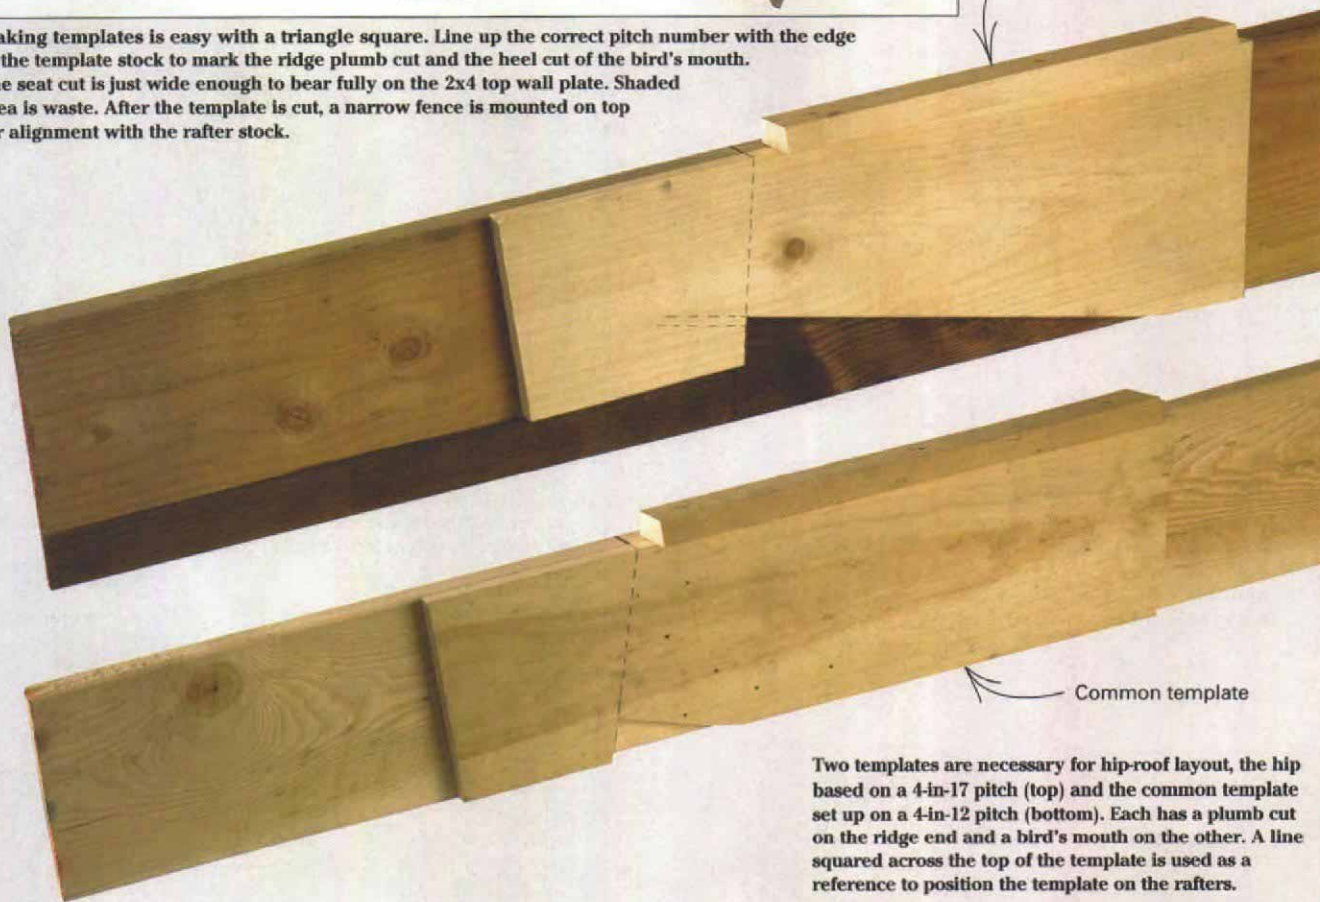 aking templates is easy with a triangle square. Line up the correct pitch number with the edge
the template stock to mark the ridge plumb cut and the heel cut of the bird's mouth.
e seat cut is just wide enough to bear fully on the 2x4 top wall plate. Shaded
ea is waste. After the template is cut, a narrow fence is mounted on top
r alignment with the rafter stock.
Common template
Two templates are necessary for hip-roof layout, the hip
based on a 4-in-17 pitch (top) and the common template
set up on a 4-in-12 pitch (bottom). Each has a plumb cut
on the ridge end and a bird's mouth on the other. A line
squared across the top of the template is used as a
reference to position the template on the rafters.